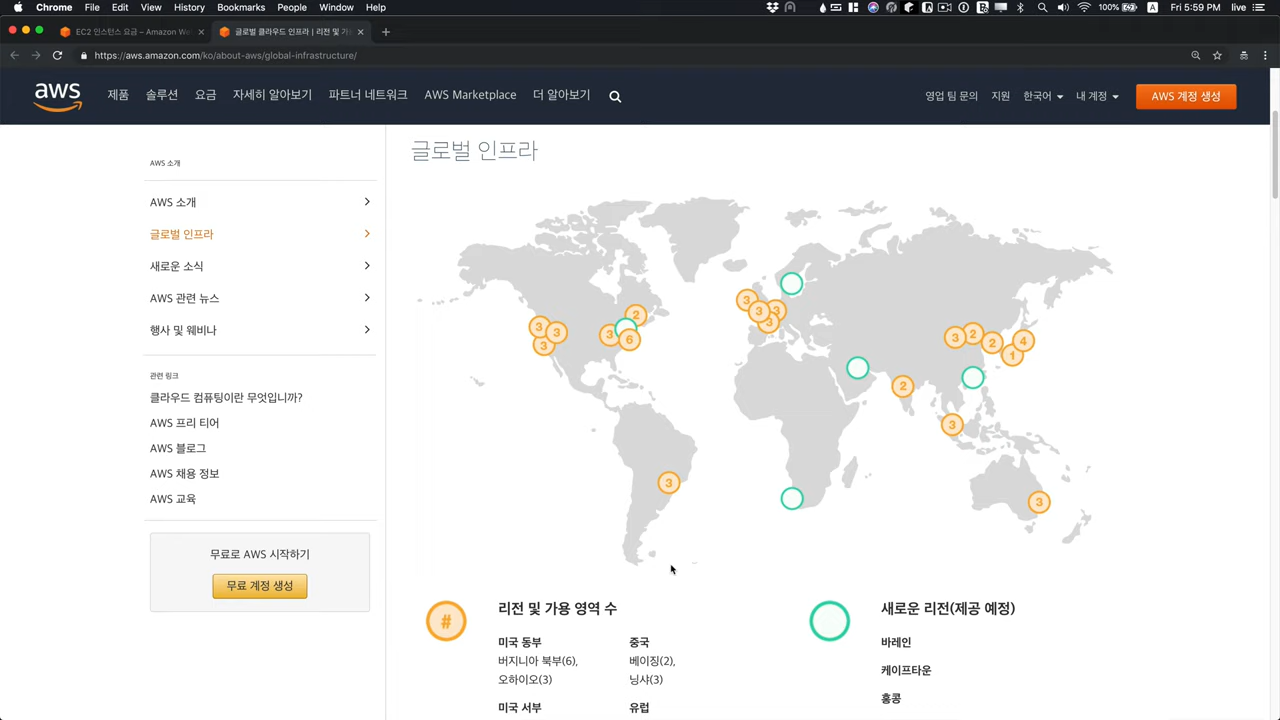 Chrome File Edit View History Bookmarks People Window Help
100% A Fri 5:59 PM live
EC2 인스턴스 요금 – Amazon We
글로벌 클라우드 인프라 | 리전 및 가
https://aws.amazon.com/ko/about-aws/global-infrastructure/
aws 제품 솔루션 요금 자세히 알아보기 파트너 네트워크 AWS Marketplace 더 알아보기
영업 팀 문의 지원 한국어 내 계정 AWS 계정 생성
AWS 소개
AWS 소개
글로벌 인프라
새로운 소식
AWS 관련 뉴스
행사 및 웨비나
관련 링크
클라우드 컴퓨팅이란 무엇입니까?
AWS 프리 티어
AWS 블로그
AWS 채용 정보
AWS 교육
무료로 AWS 시작하기
무료 계정 생성
글로벌 인프라
3
3
3
2
3
6
3
3
3
3
3
2
3
2
2
4
1
2
3
3
#
리전 및 가용 영역 수
미국 동부
버지니아 북부(6),
오하이오(3)
미국 서부
중국
베이징(2),
닝샤(3)
유럽
새로운 리전(제공 예정)
바레인
케이프타운
홍콩